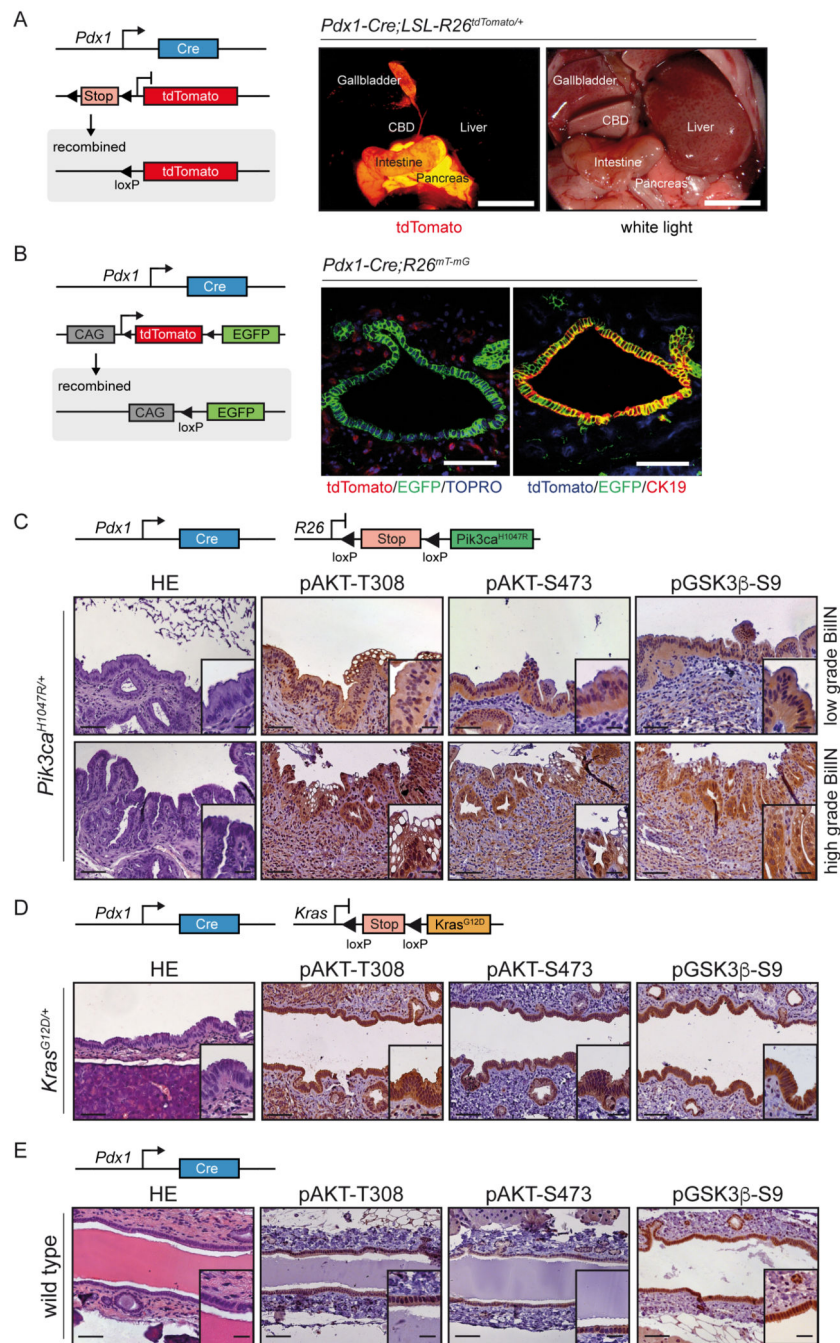 A
Pdx1
Cre
Stop
tdTomato
recombined
tdTomato
loxP
Pdx1-Cre;LSL-R26tdTomato/+
Gallbladder
CBD
Liver
Intestine
Pancreas
tdTomato
Gallbladder
CBD
Liver
Intestine
Pancreas
white light
B
Pdx1
Cre
CAG
tdTomato
EGFP
recombined
CAG
EGFP
loxP
Pdx1-Cre;R26mT-mG
tdTomato/EGFP/TOPRO
tdTomato/EGFP/CK19
C
Pdx1
Cre
R26
Stop
Pik3caH1047R
loxP
loxP
HE
pAKT-T308
pAKT-S473
pGSK3β-S9
Pik3caH1047R/+
low grade BilIN
high grade BilIN
D
Pdx1
Cre
Kras
Stop
KrasG12D
loxP
loxP
HE
pAKT-T308
pAKT-S473
pGSK3β-S9
KrasG12D/+
E
Pdx1
Cre
HE
pAKT-T308
pAKT-S473
pGSK3β-S9
wild type